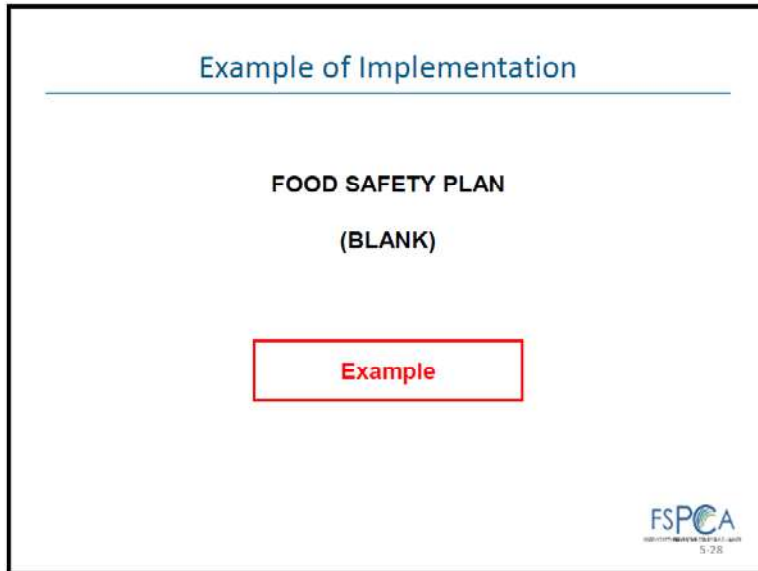 Example of Implementation
FOOD SAFETY PLAN
(BLANK)
Example
FSPCA
5-28